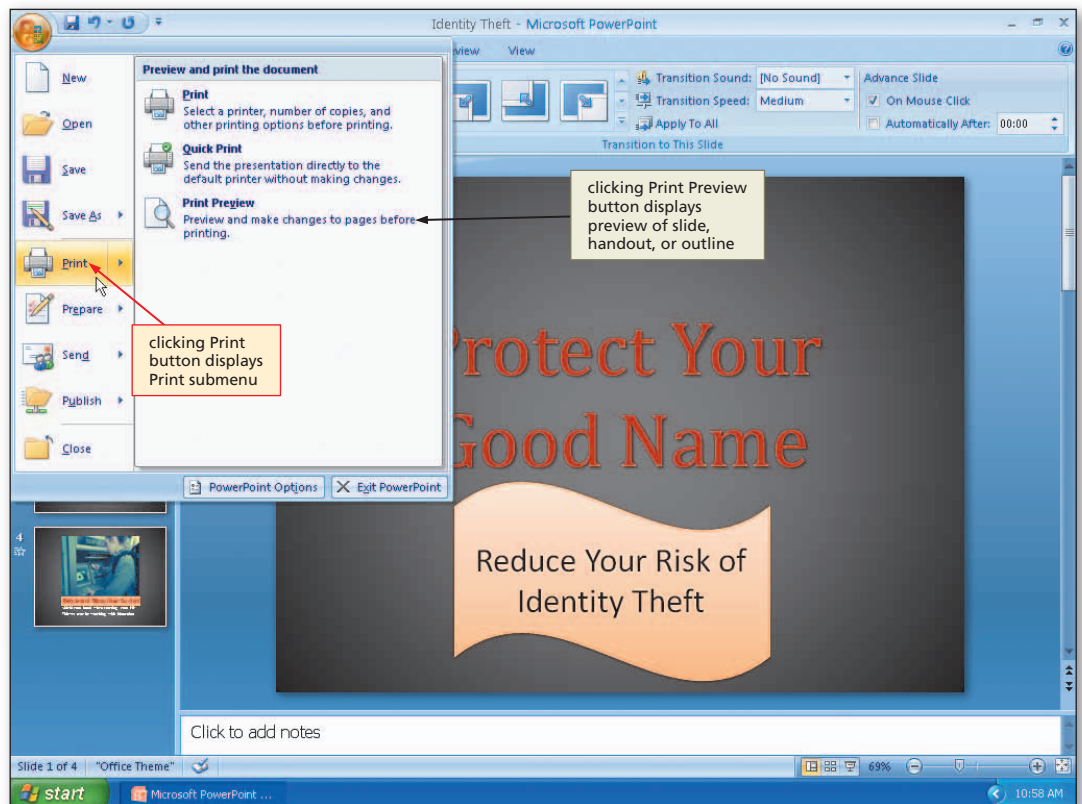 Identity Theft - Microsoft PowerPoint
view View
New
Open
Save
Save As
Print
Prepare
Send
Publish
Close
Preview and print the document
Print
Select a printer, number of copies, and
other printing options before printing.
Quick Print
Send the presentation directly to the
default printer without making changes.
Print Preview
Preview and make changes to pages before
printing.
PowerPoint Options
Exit PowerPoint
Transition Sound: [No Sound]
Transition Speed: Medium
Apply To All
Transition to This Slide
Advance Slide
On Mouse Click
Automatically After: 00:00
clicking Print Preview
button displays
preview of slide,
handout, or outline
clicking Print
button displays
Print submenu
Protect Your
Good Name
Reduce Your Risk of
Identity Theft
4
Click to add notes
Slide 1 of 4 "Office Theme"
69%
start
Microsoft PowerPoint ...
10:58 AM